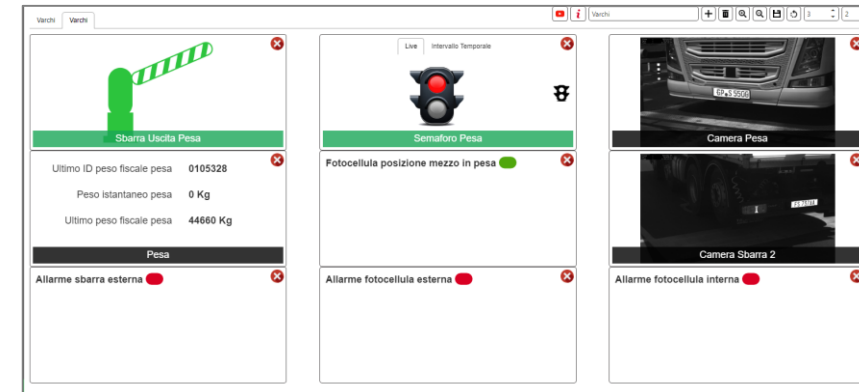 Varchi Varchi
Varchi 3 2
Sbarra Uscita Pesa
Live Intervallo Temporale
Semaforo Pesa
Camera Pesa
Ultimo ID peso fiscale pesa 0105328
Peso istantaneo pesa 0 Kg
Ultimo peso fiscale pesa 44660 Kg
Pesa
Fotocellula posizione mezzo in pesa
Camera Sbarra 2
Allarme sbarra esterna
Allarme fotocellula esterna
Allarme fotocellula interna